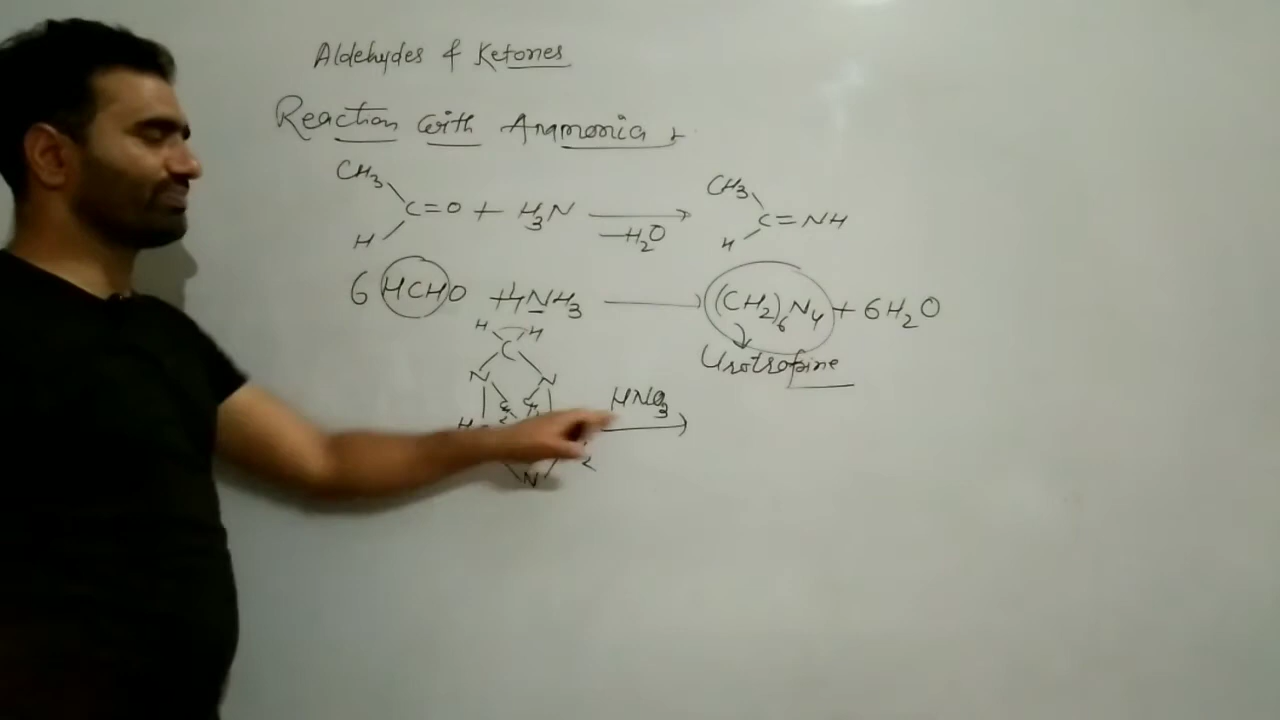 Aldehydes & Ketones
Reaction with Ammonia :
CH3
C=O + H3N
H
-H2O
CH3
C=NH
H
6 HCHO + 4NH3
(CH2)6N4 + 6H2O
Urotropine
H H
C
N N
HNO3
H
N